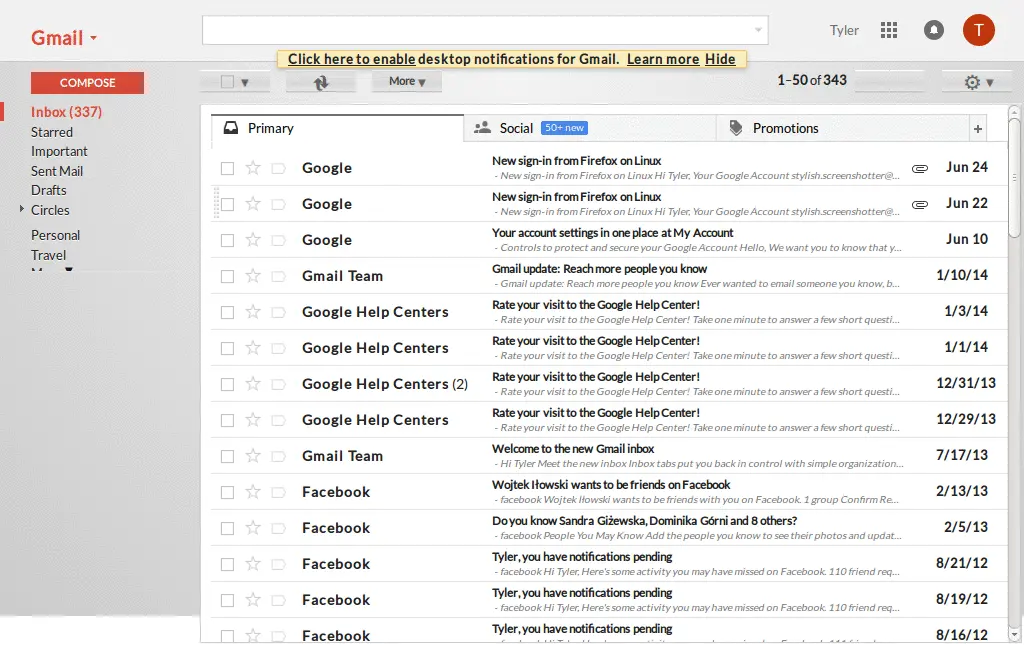 Gmail
Tyler
T
Click here to enable desktop notifications for Gmail. Learn more Hide
COMPOSE
More
1–50 of 343
Inbox (337)
Starred
Important
Sent Mail
Drafts
Circles
Personal
Travel
Primary
Social 50+ new
Promotions
+
Google New sign-in from Firefox on Linux Jun 24
- New sign-in from Firefox on Linux Hi Tyler, Your Google Account stylish.screenshotter@...
Google New sign-in from Firefox on Linux Jun 22
- New sign-in from Firefox on Linux Hi Tyler, Your Google Account stylish.screenshotter@...
Google Your account settings in one place at My Account Jun 10
- Controls to protect and secure your Google Account Hello, We want you to know that y...
Gmail Team Gmail update: Reach more people you know 1/10/14
- Gmail update: Reach more people you know Ever wanted to email someone you know, b...
Google Help Centers Rate your visit to the Google Help Center! 1/3/14
- Rate your visit to the Google Help Center! Take one minute to answer a few short questi...
Google Help Centers Rate your visit to the Google Help Center! 1/1/14
- Rate your visit to the Google Help Center! Take one minute to answer a few short questi...
Google Help Centers (2) Rate your visit to the Google Help Center! 12/31/13
- Rate your visit to the Google Help Center! Take one minute to answer a few short questi...
Google Help Centers Rate your visit to the Google Help Center! 12/29/13
- Rate your visit to the Google Help Center! Take one minute to answer a few short questi...
Gmail Team Welcome to the new Gmail inbox 7/17/13
- Hi Tyler Meet the new inbox Inbox tabs put you back in control with simple organization...
Facebook Wojtek Iłowski wants to be friends on Facebook 2/13/13
- facebook Wojtek Iłowski wants to be friends with you on Facebook. 1 group Confirm Re...
Facebook Do you know Sandra Giżewska, Dominika Górni and 8 others? 2/5/13
- facebook People You May Know Add the people you know to see their photos and updat...
Facebook Tyler, you have notifications pending 8/21/12
- facebook Hi Tyler, Here's some activity you may have missed on Facebook. 110 friend req...
Facebook Tyler, you have notifications pending 8/19/12
- facebook Hi Tyler, Here's some activity you may have missed on Facebook. 110 friend req...
Facebook Tyler, you have notifications pending 8/16/12